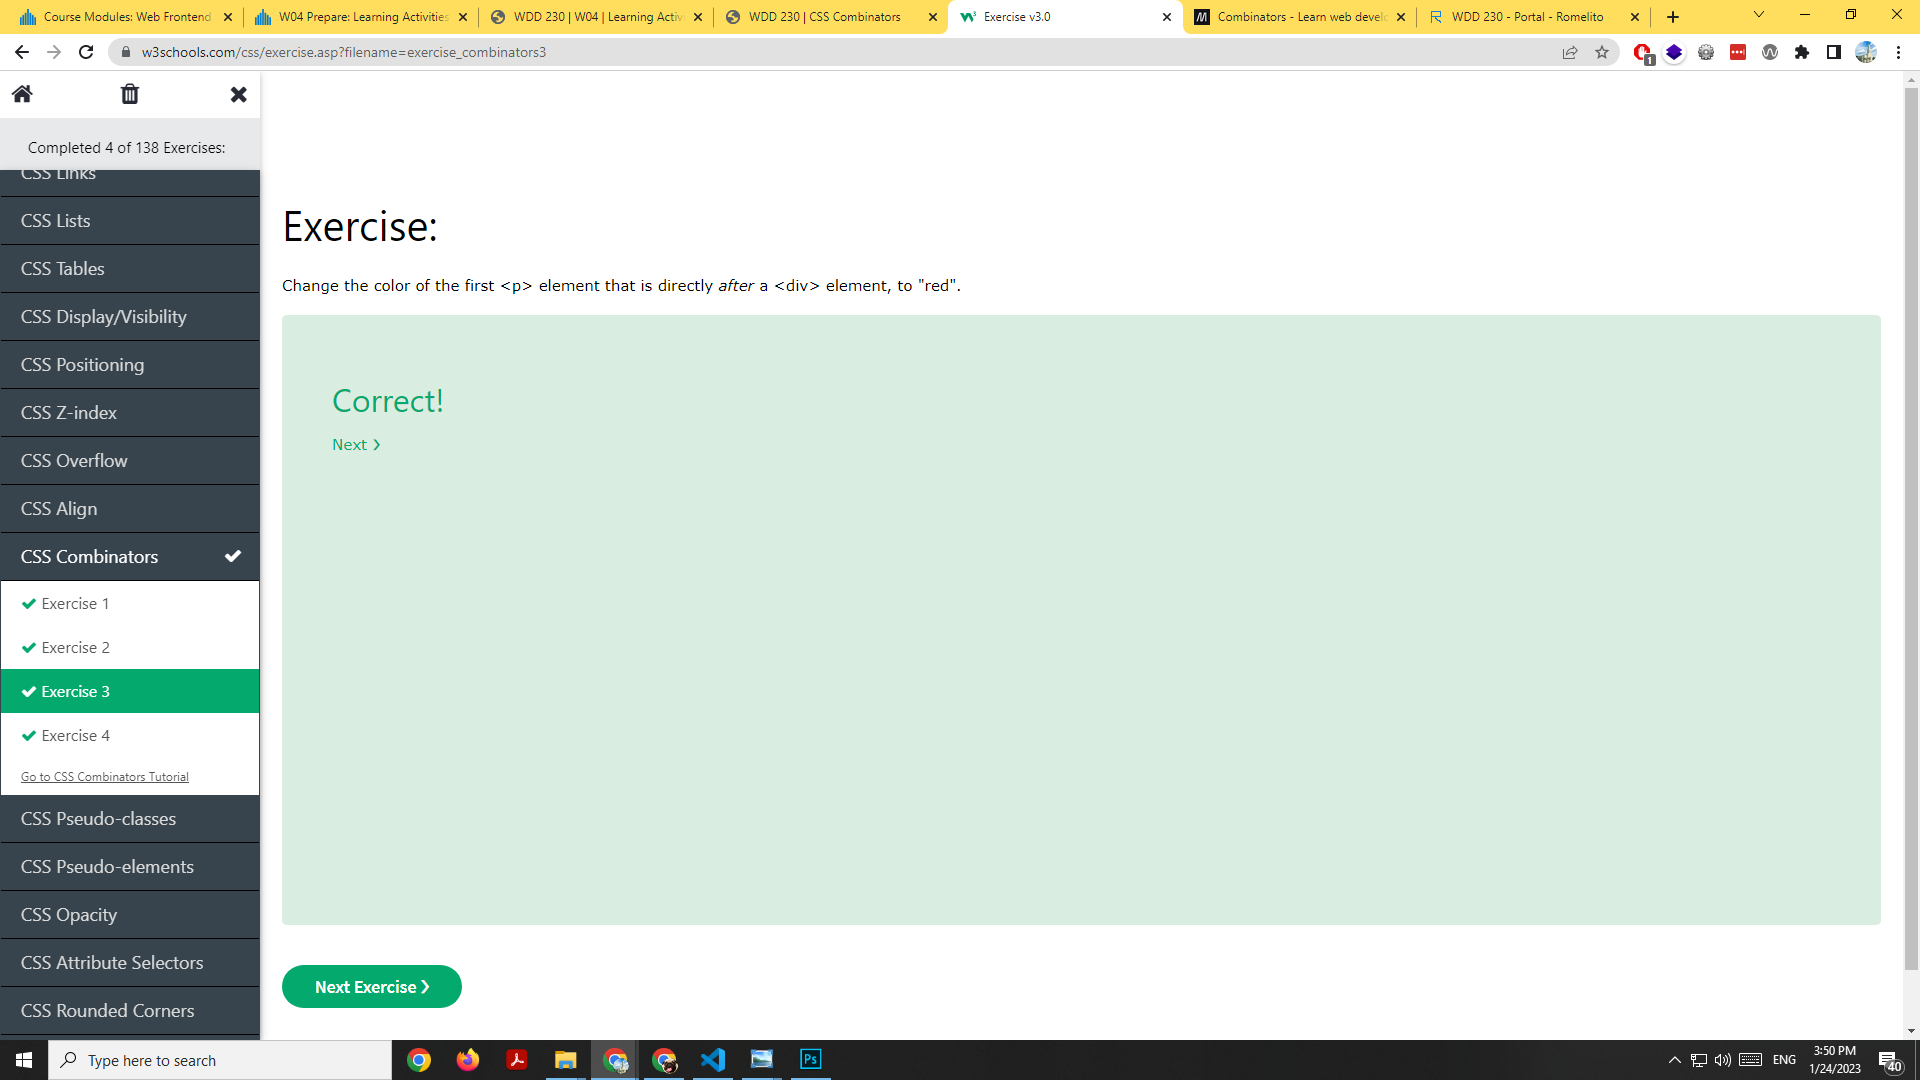 Course Modules: Web Frontend
W04 Prepare: Learning Activities
WDD 230 | W04 | Learning Activ
WDD 230 | CSS Combinators
Exercise v3.0
Combinators - Learn web develo
WDD 230 - Portal - Romelito
w3schools.com/css/exercise.asp?filename=exercise_combinators3
1
Completed 4 of 138 Exercises:
CSS Links
CSS Lists
CSS Tables
CSS Display/Visibility
CSS Positioning
CSS Z-index
CSS Overflow
CSS Align
CSS Combinators
Exercise 1
Exercise 2
Exercise 3
Exercise 4
Go to CSS Combinators Tutorial
CSS Pseudo-classes
CSS Pseudo-elements
CSS Opacity
CSS Attribute Selectors
CSS Rounded Corners
Exercise:
Change the color of the first <p> element that is directly after a <div> element, to "red".
Correct!
Next ❯
Next Exercise ❯
Type here to search
Ps
ENG
3:50 PM
1/24/2023
40